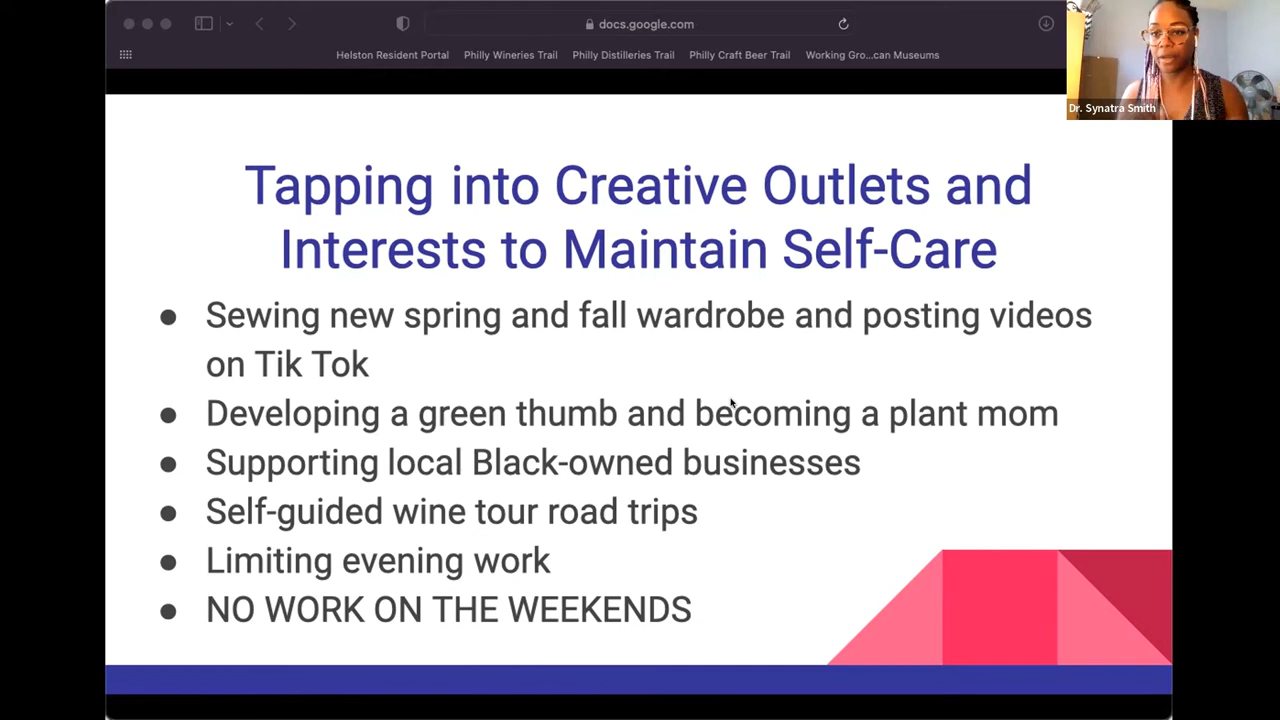 docs.google.com
Helston Resident Portal Philly Wineries Trail Philly Distilleries Trail Philly Craft Beer Trail Working Gro...can Museums
Dr. Synatra Smith
Tapping into Creative Outlets and
Interests to Maintain Self-Care
● Sewing new spring and fall wardrobe and posting videos
on Tik Tok
● Developing a green thumb and becoming a plant mom
● Supporting local Black-owned businesses
● Self-guided wine tour road trips
● Limiting evening work
● NO WORK ON THE WEEKENDS